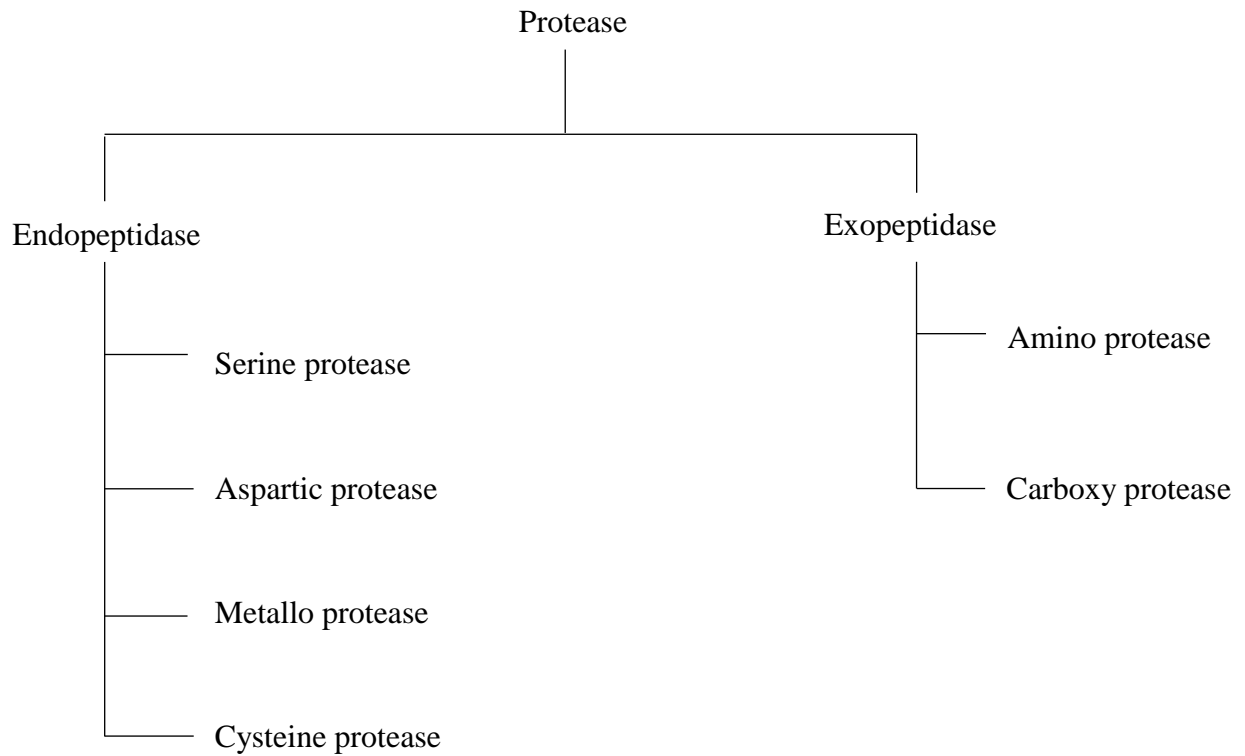 Protease
Endopeptidase
Exopeptidase
Serine protease
Aspartic protease
Metallo protease
Cysteine protease
Amino protease
Carboxy protease